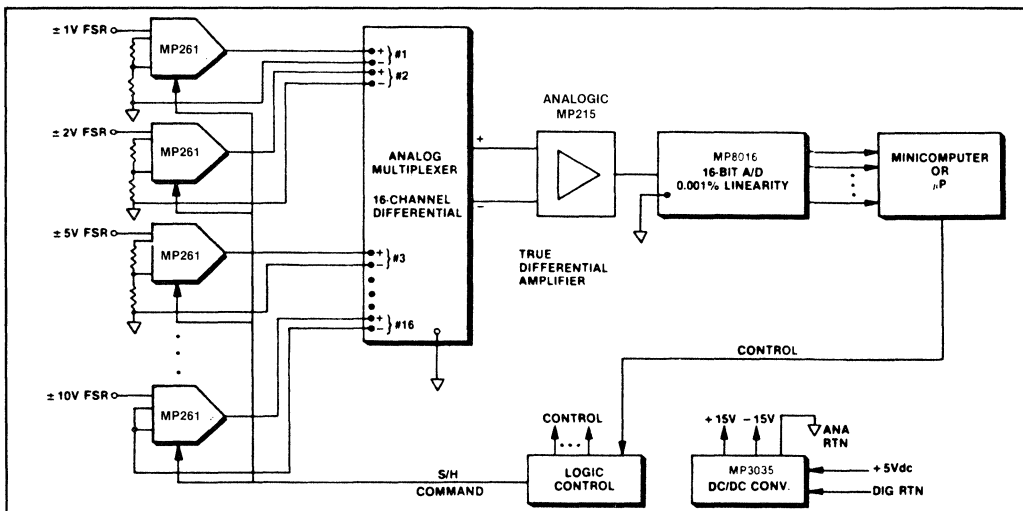 ± 1V FSR
MP261
+
−
} #1
+
−
} #2
± 2V FSR
MP261
± 5V FSR
MP261
+
−
} #3
+
−
} #16
± 10V FSR
MP261
ANALOG
MULTIPLEXER
16-CHANNEL
DIFFERENTIAL
+
−
ANALOGIC
MP215
TRUE
DIFFERENTIAL
AMPLIFIER
MP8016
16-BIT A/D
0.001% LINEARITY
MINICOMPUTER
OR
μP
CONTROL
CONTROL
LOGIC
CONTROL
S/H
COMMAND
+ 15V
− 15V
ANA
RTN
MP3035
DC/DC CONV.
+ 5Vdc
DIG RTN